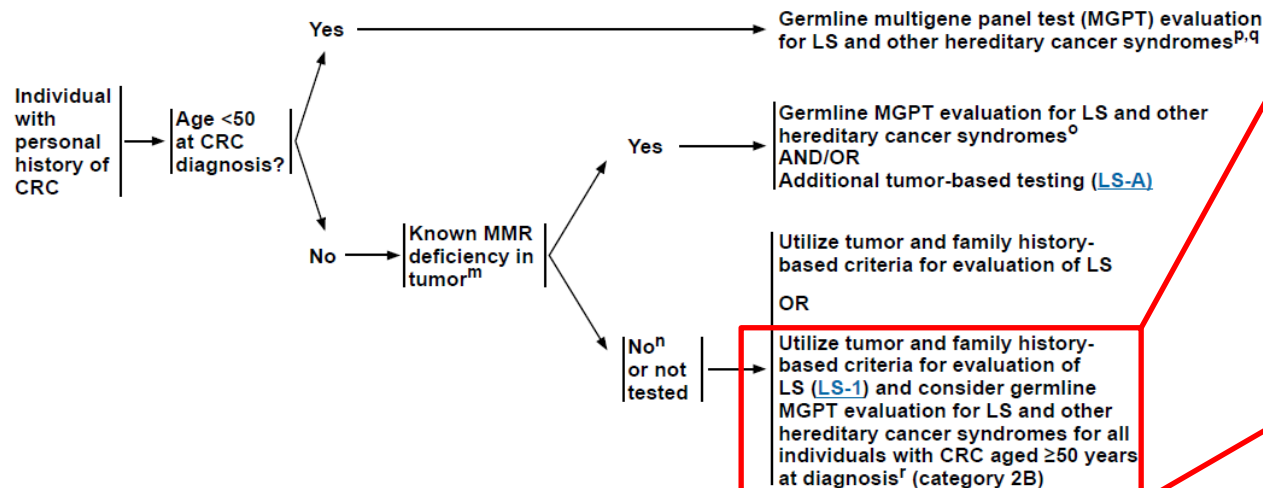 Individual
with
personal
history of
CRC
Age <50
at CRC
diagnosis?
Yes
Germline multigene panel test (MGPT) evaluation
for LS and other hereditary cancer syndromesp,q
No
Known MMR
deficiency in
tumorm
Yes
Germline MGPT evaluation for LS and other
hereditary cancer syndromeso
AND/OR
Additional tumor-based testing (LS-A)
Non
or not
tested
Utilize tumor and family history-
based criteria for evaluation of LS
OR
Utilize tumor and family history-
based criteria for evaluation of
LS (LS-1) and consider germline
MGPT evaluation for LS and other
hereditary cancer syndromes for all
individuals with CRC aged ≥50 years
at diagnosisr (category 2B)